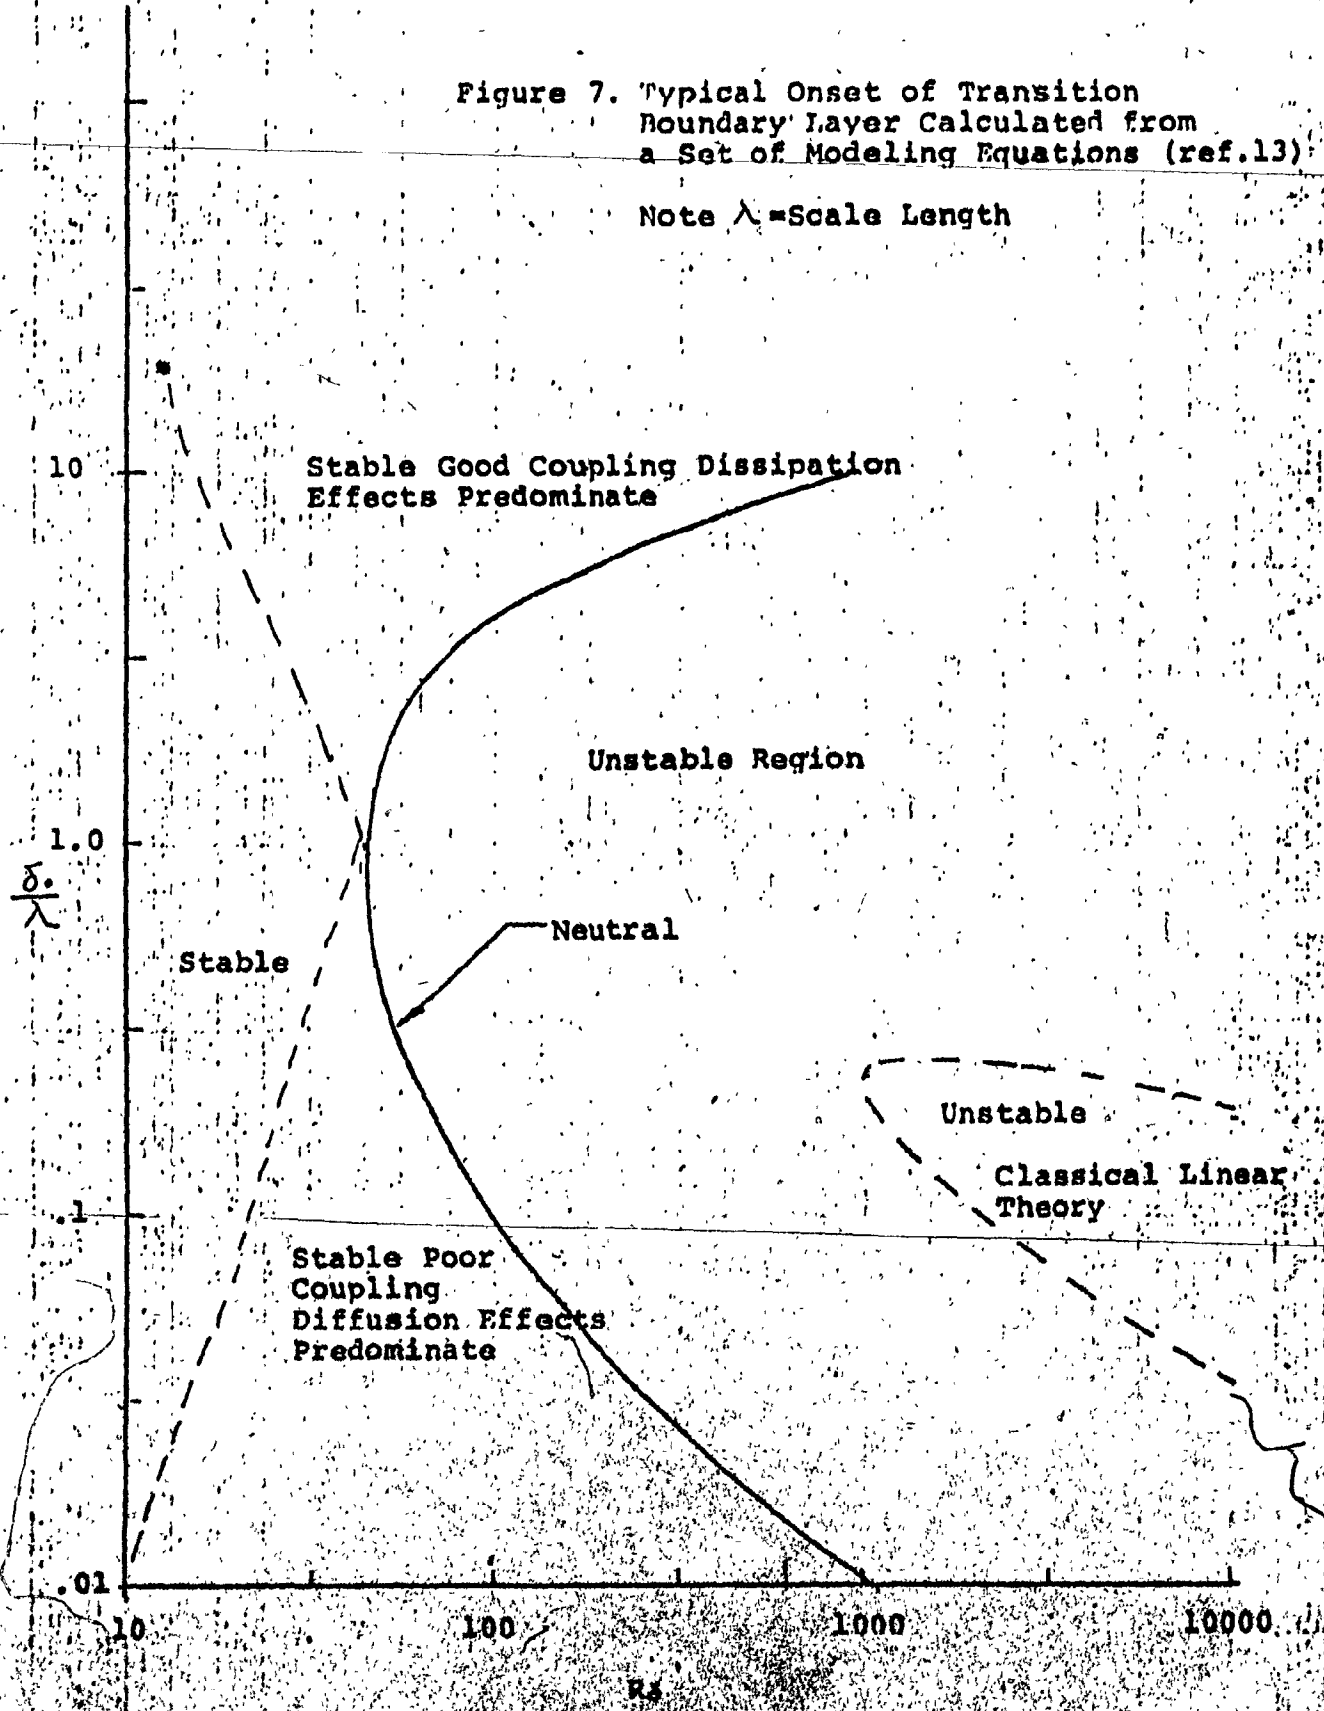 Figure 7. Typical Onset of Transition
Boundary Layer Calculated from
a Set of Modeling Equations (ref.13)
Note λ =Scale Length
10
Stable Good Coupling Dissipation
Effects Predominate
Unstable Region
1.0
δ.
λ
Neutral
Stable
Unstable
Classical Linear
Theory
.1
Stable Poor
Coupling
Diffusion Effects
Predominate
.01
10
100
1000
10000